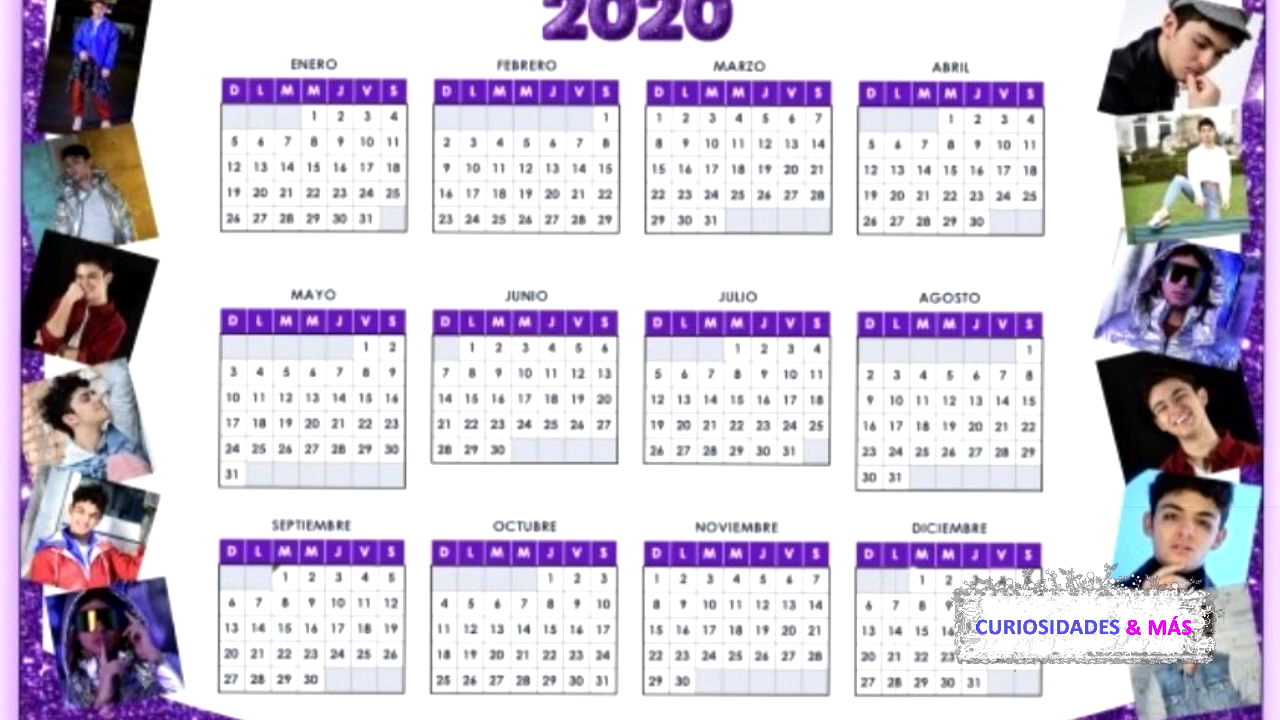 2020
ENERO FEBRERO MARZO ABRIL
D L M M J V S D L M M J V S D L M M J V S D L M M J V S
1 2 3 4 1 1 2 3 4 5 6 7 1 2 3 4
5 6 7 8 9 10 11 2 3 4 5 6 7 8 8 9 10 11 12 13 14 5 6 7 8 9 10 11
12 13 14 15 16 17 18 9 10 11 12 13 14 15 15 16 17 18 19 20 21 12 13 14 15 16 17 18
19 20 21 22 23 24 25 16 17 18 19 20 21 22 22 23 24 25 26 27 28 19 20 21 22 23 24 25
26 27 28 29 30 31 23 24 25 26 27 28 29 29 30 31 26 27 28 29 30
MAYO JUNIO JULIO AGOSTO
D L M M J V S D L M M J V S D L M M J V S D L M M J V S
1 2 1 2 3 4 5 6 1 2 3 4 1
3 4 5 6 7 8 9 7 8 9 10 11 12 13 5 6 7 8 9 10 11 2 3 4 5 6 7 8
10 11 12 13 14 15 16 14 15 16 17 18 19 20 12 13 14 15 16 17 18 9 10 11 12 13 14 15
17 18 19 20 21 22 23 21 22 23 24 25 26 27 19 20 21 22 23 24 25 16 17 18 19 20 21 22
24 25 26 27 28 29 30 28 29 30 26 27 28 29 30 31 23 24 25 26 27 28 29
31 30 31
SEPTIEMBRE OCTUBRE NOVIEMBRE DICIEMBRE
D L M M J V S D L M M J V S D L M M J V S D L M M J V S
1 2 3 4 5 1 2 3 1 2 3 4 5 6 7 1 2
6 7 8 9 10 11 12 4 5 6 7 8 9 10 8 9 10 11 12 13 14 6 7 8 9
13 14 15 16 17 18 19 11 12 13 14 15 16 17 15 16 17 18 19 20 21 13 14 15 16
20 21 22 23 24 25 26 18 19 20 21 22 23 24 22 23 24 25 26 27 28 20 21 22 23
27 28 29 30 25 26 27 28 29 30 31 29 30 27 28 29 30 31
CURIOSIDADES & MÁS